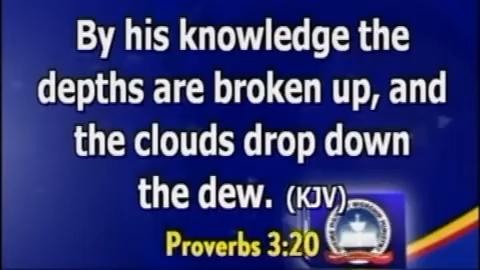 By his knowledge the
depths are broken up, and
the clouds drop down
the dew. (KJV)
Proverbs 3:20